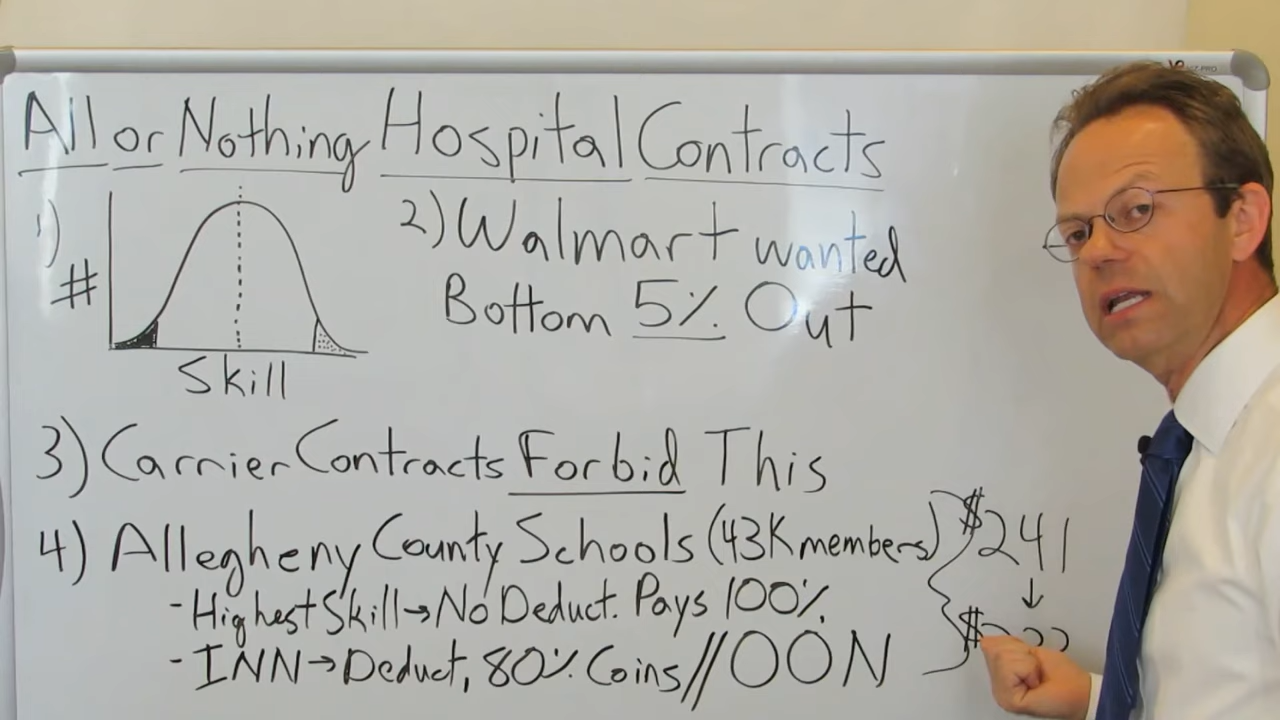 All or Nothing Hospital Contracts
1)
#
Skill
2) Walmart wanted
Bottom 5% Out
3) Carrier Contracts Forbid This
4) Allegheny County Schools (43K members)
- Highest Skill → No Deduct. Pays 100%
- INN → Deduct, 80% Coins // OON
$241
↓